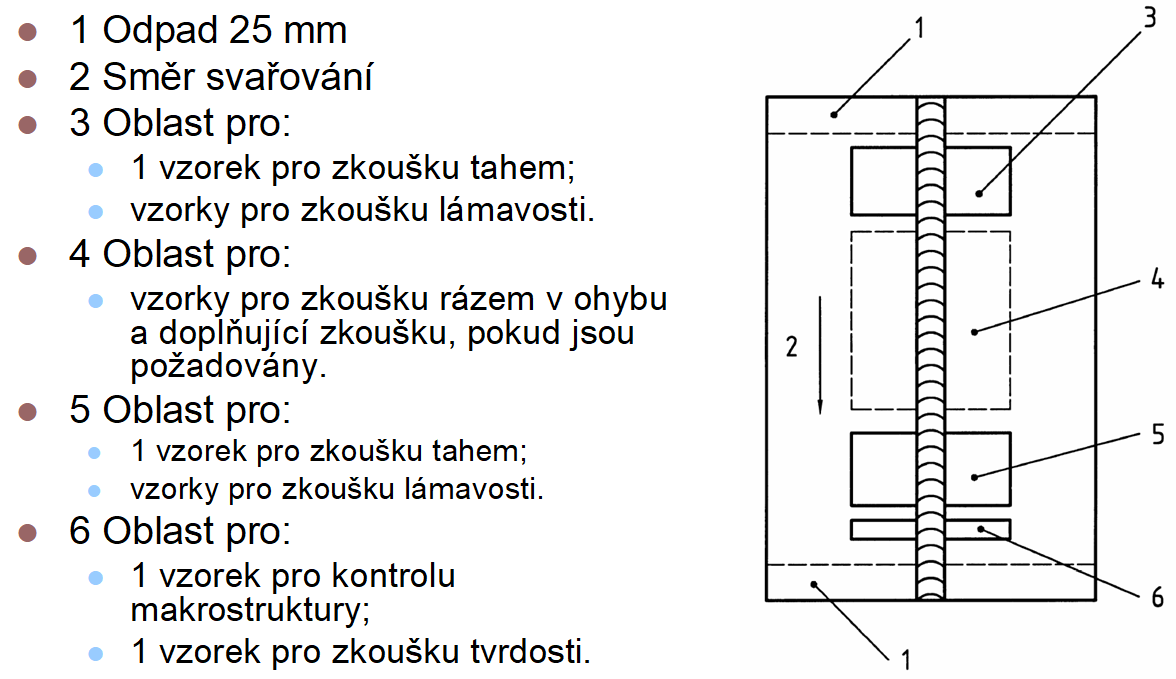 1 Odpad 25 mm
2 Směr svařování
3 Oblast pro:
1 vzorek pro zkoušku tahem;
vzorky pro zkoušku lámavosti.
4 Oblast pro:
vzorky pro zkoušku rázem v ohybu
a doplňující zkoušku, pokud jsou
požadovány.
5 Oblast pro:
1 vzorek pro zkoušku tahem;
vzorky pro zkoušku lámavosti.
6 Oblast pro:
1 vzorek pro kontrolu
makrostruktury;
1 vzorek pro zkoušku tvrdosti.
1
3
4
2
5
6
1